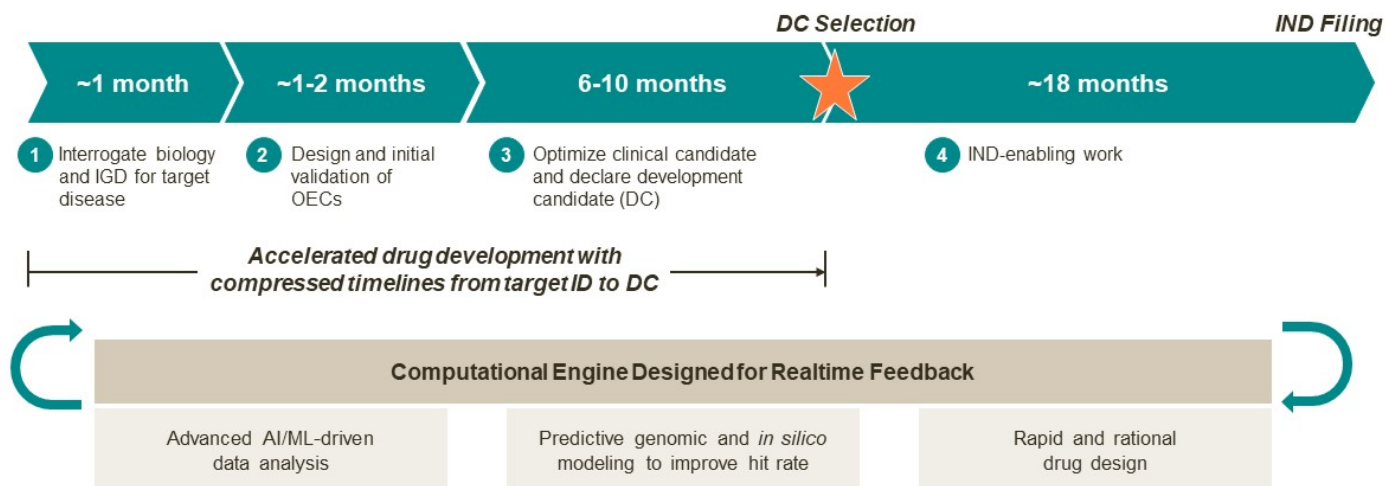 DC Selection
IND Filing
~1 month
~1-2 months
6-10 months
~18 months
1
Interrogate biology
and IGD for target
disease
2
Design and initial
validation of
OECs
3
Optimize clinical candidate
and declare development
candidate (DC)
4
IND-enabling work
Accelerated drug development with
compressed timelines from target ID to DC
Computational Engine Designed for Realtime Feedback
Advanced AI/ML-driven
data analysis
Predictive genomic and in silico
modeling to improve hit rate
Rapid and rational
drug design